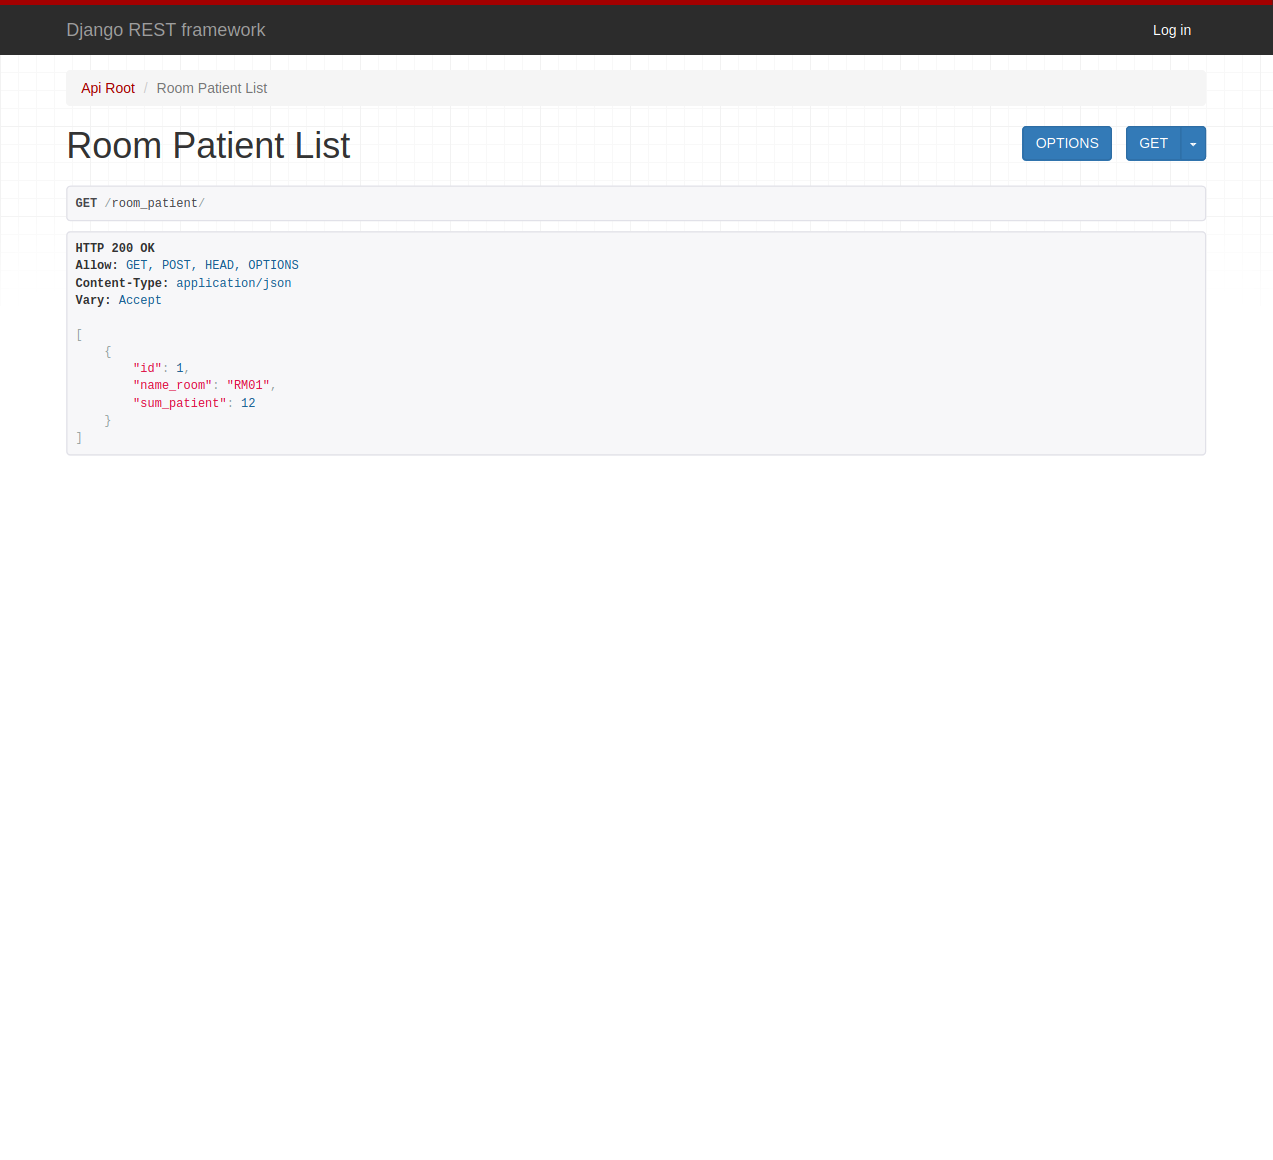 Django REST framework
Log in
Api Root / Room Patient List
Room Patient List
OPTIONS
GET
GET /room_patient/
HTTP 200 OK
Allow: GET, POST, HEAD, OPTIONS
Content-Type: application/json
Vary: Accept
[
    {
        "id": 1,
        "name_room": "RM01",
        "sum_patient": 12
    }
]